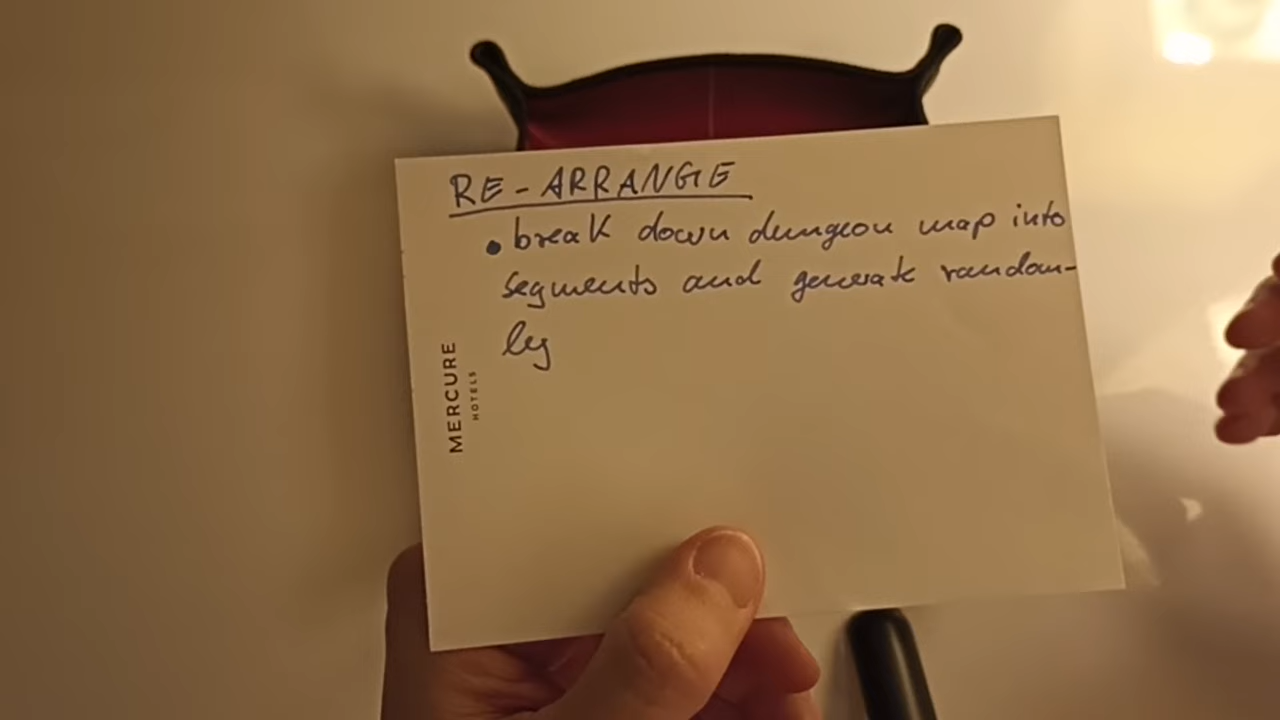 RE-ARRANGE
• break down dungeon map into
segments and generate random-
ly
MERCURE
HOTELS